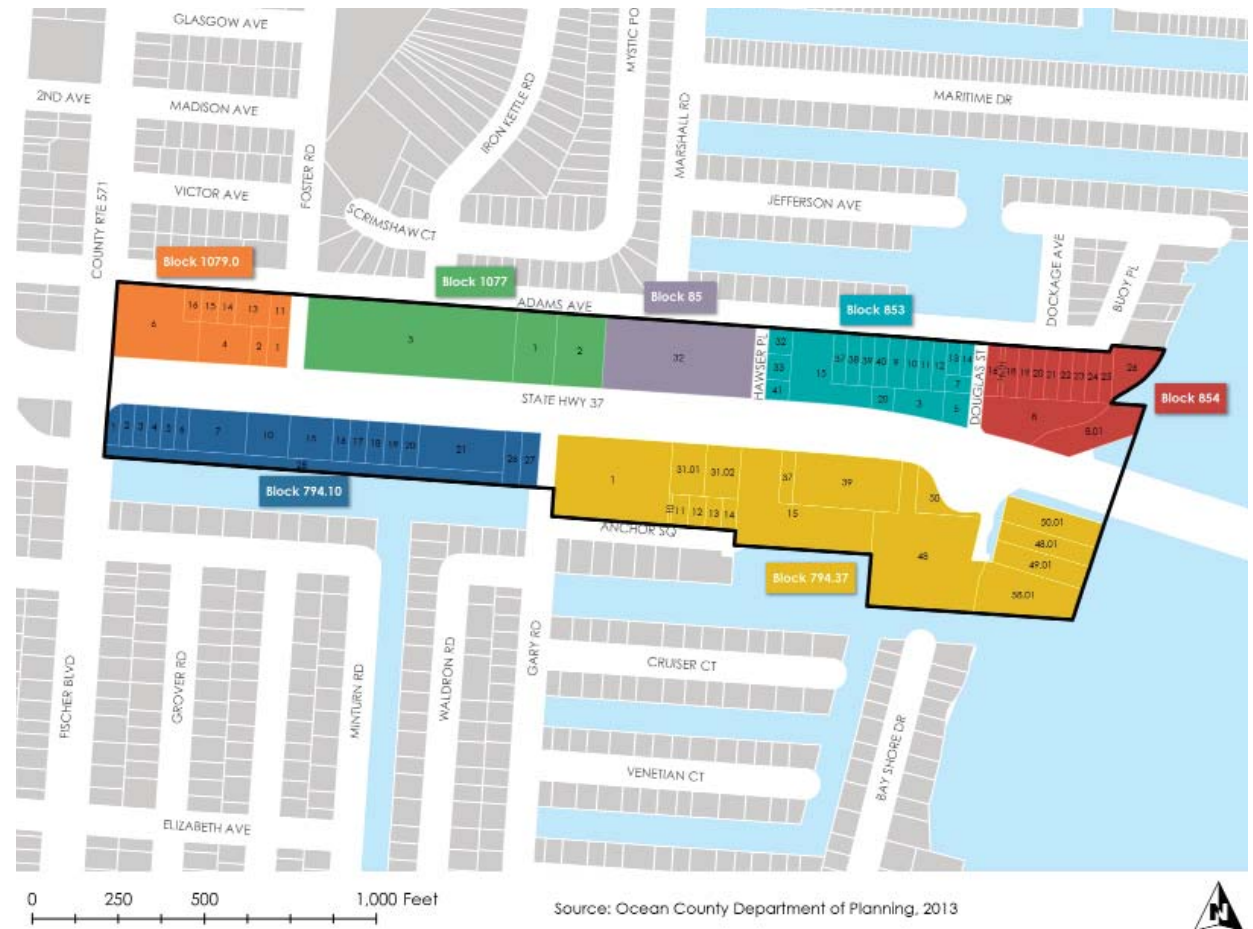 GLASGOW AVE
MYSTIC PO
2ND AVE
MADISON AVE
IRON KETTLE RD
MARSHALL RD
MARITIME DR
COUNTY RTE 571
VICTOR AVE
FOSTER RD
SCRIMSHAW CT
JEFFERSON AVE
DOCKAGE AVE
BUOY PL
Block 1079.0
Block 1077
Block 85
Block 853
ADAMS AVE
6
16 15 14 13 11
4 2 1
3
1
2
32
HAWSER PL
32
33
41
15
37 38 39 40 9 10 11 12 13 14
7
20
3
5
DOUGLAS ST
16
18 19 20 21 22 23 24 25
26
8
8.01
Block 854
STATE HWY 37
1 2 3 4 5 6 7 10 15 16 17 18 19 20 21 26 27
28
Block 794.10
1
31.01 31.02
11 12 13 14
37
39
15
50
48
50.01
48.01
49.01
58.01
ANCHOR SQ
Block 794.37
FISCHER BLVD
GROVER RD
MINTURN RD
WALDRON RD
GARY RD
CRUISER CT
VENETIAN CT
BAY SHORE DR
ELIZABETH AVE
0 250 500 1,000 Feet
Source: Ocean County Department of Planning, 2013
N